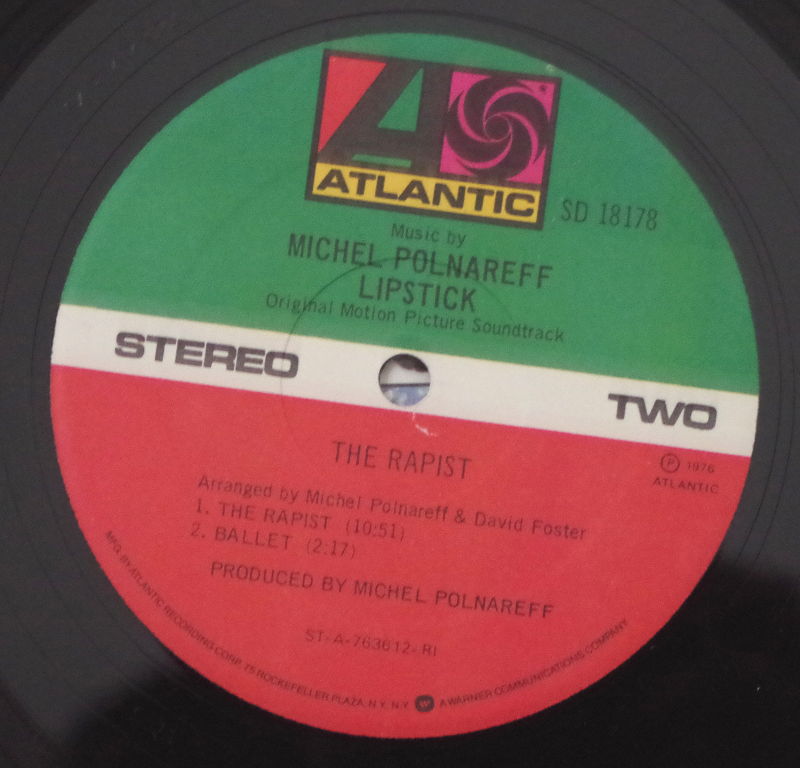 ATLANTIC
SD 18178
Music by
MICHEL POLNAREFF
LIPSTICK
Original Motion Picture Soundtrack
STEREO
TWO
THE RAPIST
℗ 1976
ATLANTIC
Arranged by Michel Polnareff & David Foster
1. THE RAPIST (10:51)
2. BALLET (2:17)
PRODUCED BY MICHEL POLNAREFF
ST-A-763612-RI
MFG. BY ATLANTIC RECORDING CORP. 75 ROCKEFELLER PLAZA, N.Y. N.Y. A WARNER COMMUNICATIONS COMPANY